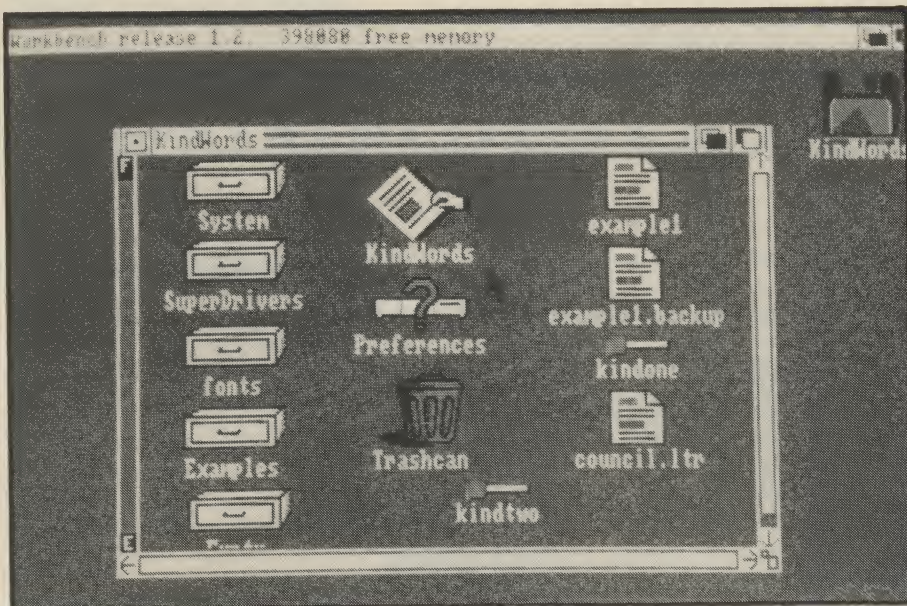 Workbench release 1.2. 398080 free memory
KindWords
KindWords
F
System
KindWords
example1
SuperDrivers
Preferences
example1.backup
fonts
kindone
Examples
Trashcan
council.ltr
kindtwo
E